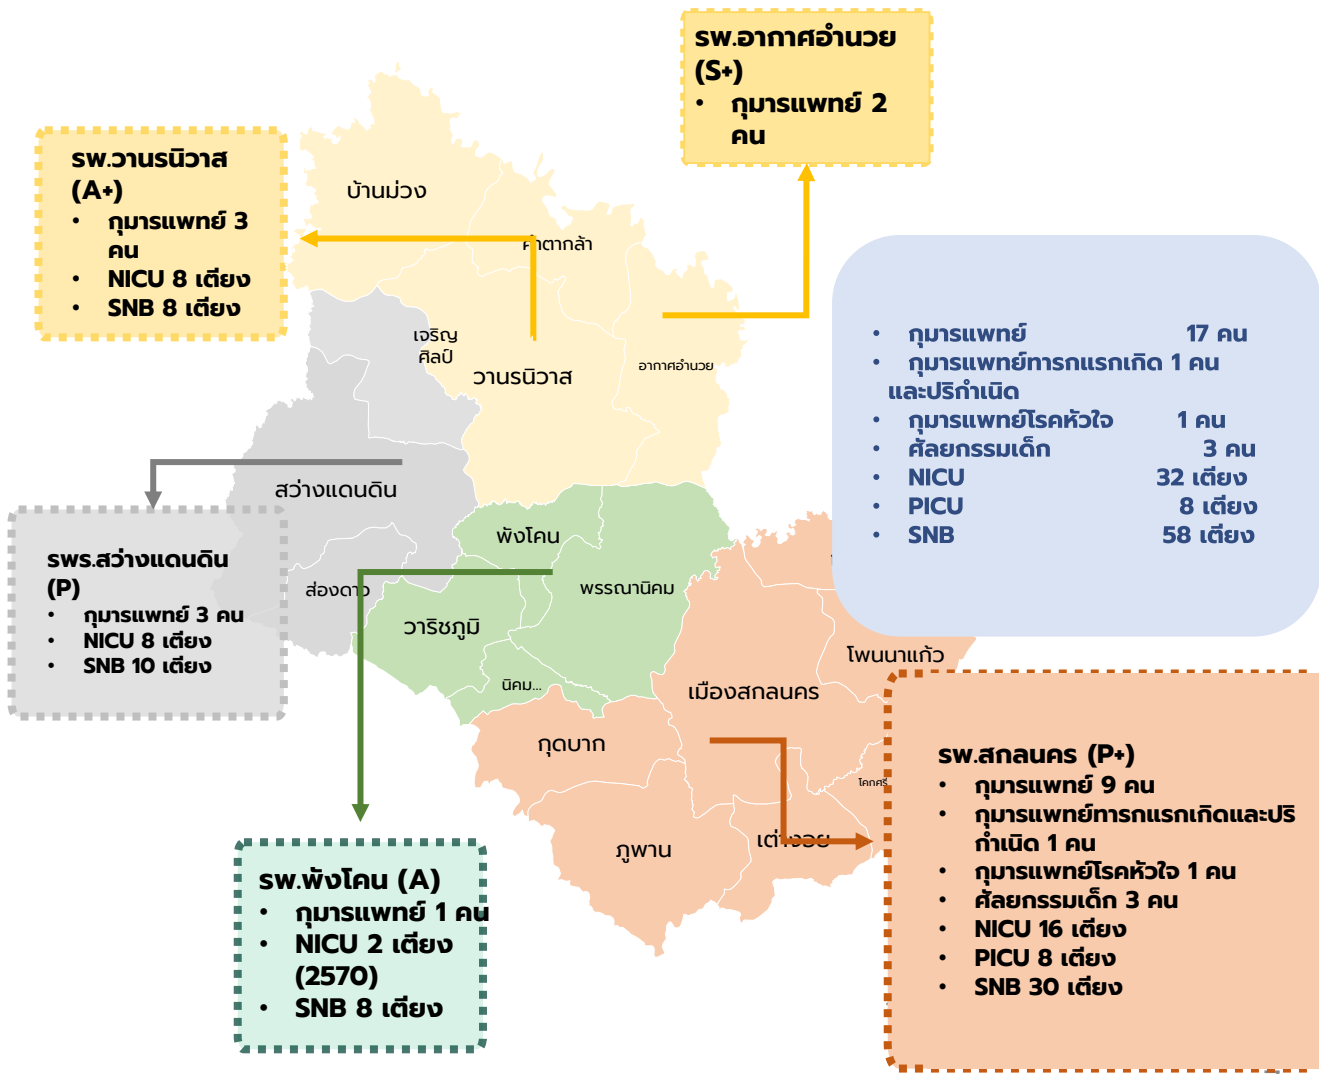 รพ.อากาศอำนวย
(S+)
• กุมารแพทย์ 2
คน
รพ.วานรนิวาส
(A+)
• กุมารแพทย์ 3
คน
• NICU 8 เตียง
• SNB 8 เตียง
บ้านม่วง
คำตากล้า
เจริญ
ศิลป์
วานรนิวาส
อากาศอำนวย
• กุมารแพทย์ 17 คน
• กุมารแพทย์ทารกแรกเกิด 1 คน
และปริกำเนิด
• กุมารแพทย์โรคหัวใจ 1 คน
• ศัลยกรรมเด็ก 3 คน
• NICU 32 เตียง
• PICU 8 เตียง
• SNB 58 เตียง
สว่างแดนดิน
พังโคน
พรรณานิคม
ส่องดาว
วาริชภูมิ
นิคม...
รพร.สว่างแดนดิน
(P)
• กุมารแพทย์ 3 คน
• NICU 8 เตียง
• SNB 10 เตียง
โพนนาแก้ว
เมืองสกลนคร
กุดบาก
โคกศรี
ภูพาน
เต่างอย
รพ.สกลนคร (P+)
• กุมารแพทย์ 9 คน
• กุมารแพทย์ทารกแรกเกิดและปริ
กำเนิด 1 คน
• กุมารแพทย์โรคหัวใจ 1 คน
• ศัลยกรรมเด็ก 3 คน
• NICU 16 เตียง
• PICU 8 เตียง
• SNB 30 เตียง
รพ.พังโคน (A)
• กุมารแพทย์ 1 คน
• NICU 2 เตียง
(2570)
• SNB 8 เตียง